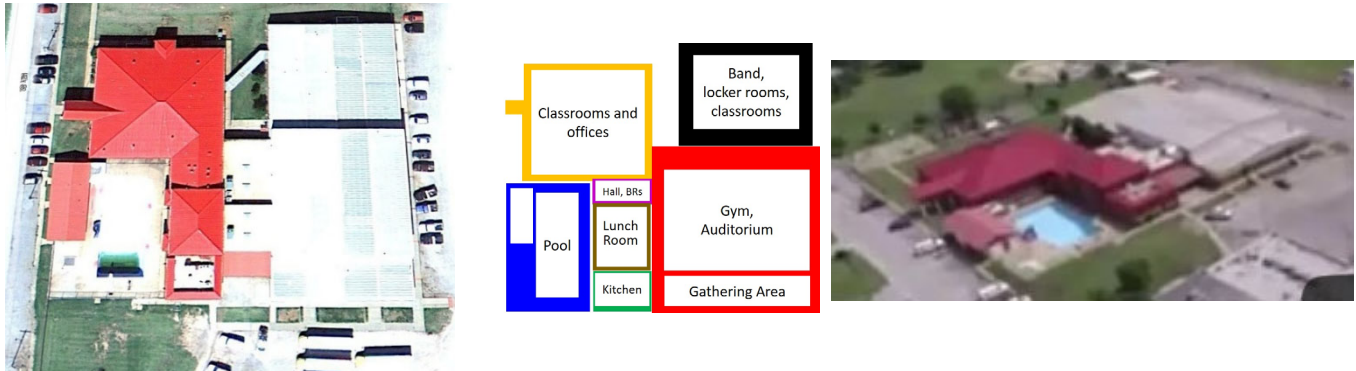 Classrooms and
offices
Band,
locker rooms,
classrooms
Hall, BRs
Pool
Lunch
Room
Gym,
Auditorium
Kitchen
Gathering Area